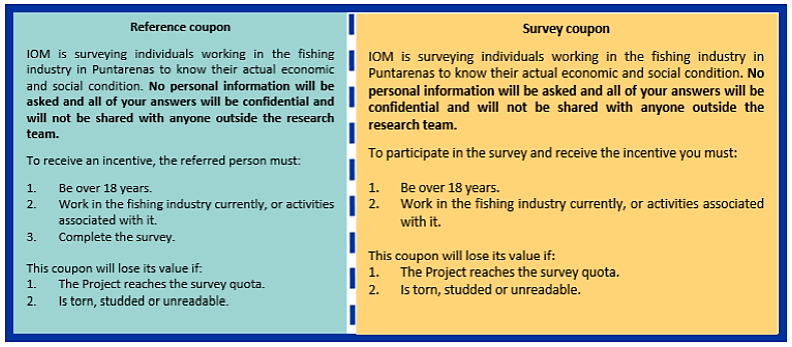 Reference coupon
IOM is surveying individuals working in the fishing
industry in Puntarenas to know their actual economic
and social condition. No personal information will be
asked and all of your answers will be confidential and
will not be shared with anyone outside the research
team.
To receive an incentive, the referred person must:
1. Be over 18 years.
2. Work in the fishing industry currently, or activities
associated with it.
3. Complete the survey.
This coupon will lose its value if:
1. The Project reaches the survey quota.
2. Is torn, studded or unreadable.
Survey coupon
IOM is surveying individuals working in the fishing industry in
Puntarenas to know their actual economic and social condition. No
personal information will be asked and all of your answers will be
confidential and will not be shared with anyone outside the
research team.
To participate in the survey and receive the incentive you must:
1. Be over 18 years.
2. Work in the fishing industry currently, or activities associated
with it.
This coupon will lose its value if:
1. The Project reaches the survey quota.
2. Is torn, studded or unreadable.